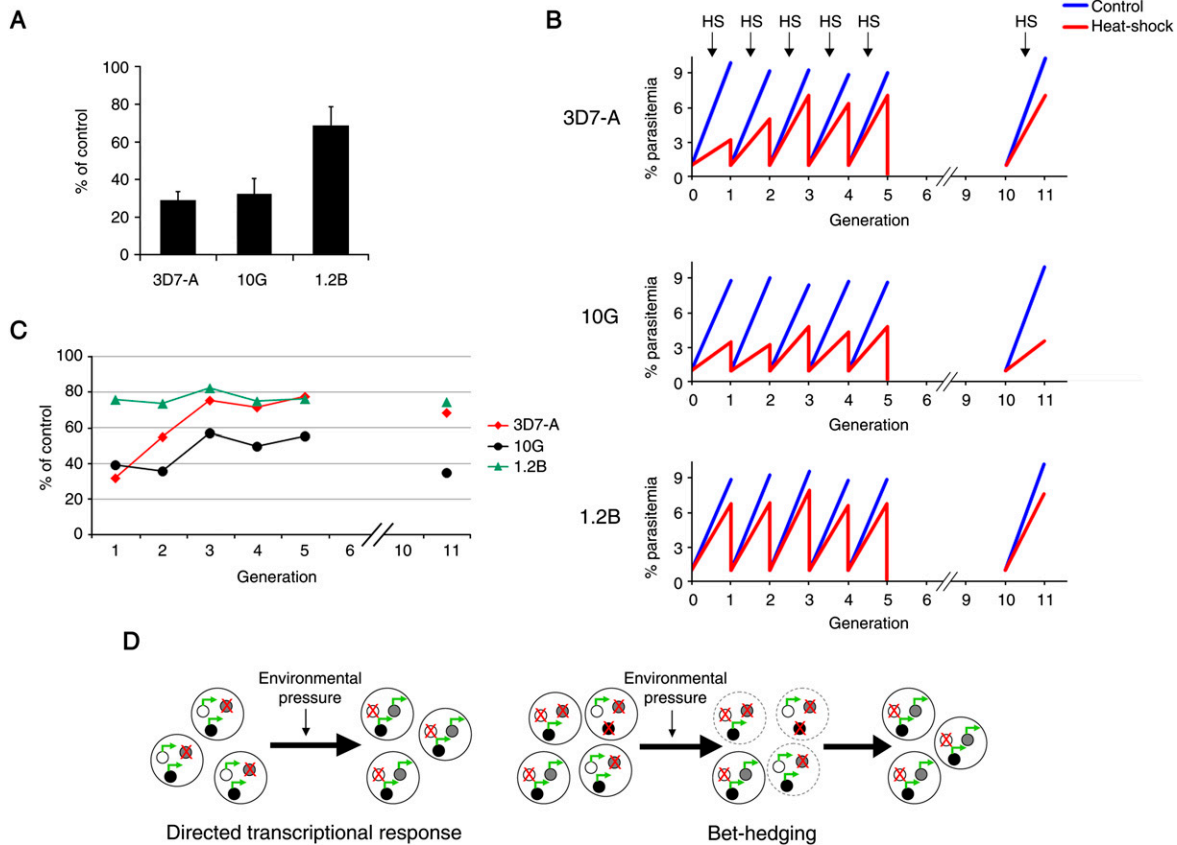 A
% of control
100
80
60
40
20
0
3D7-A 10G 1.2B
B
HS HS HS HS HS HS
Control
Heat-shock
3D7-A
% parasitemia
9
6
3
0
0 1 2 3 4 5 6 9 10 11
Generation
10G
% parasitemia
9
6
3
0
0 1 2 3 4 5 6 9 10 11
Generation
1.2B
% parasitemia
9
6
3
0
0 1 2 3 4 5 6 9 10 11
Generation
C
% of control
100
80
60
40
20
0
1 2 3 4 5 6 10 11
Generation
3D7-A
10G
1.2B
D
Environmental
pressure
Directed transcriptional response
Environmental
pressure
Bet-hedging